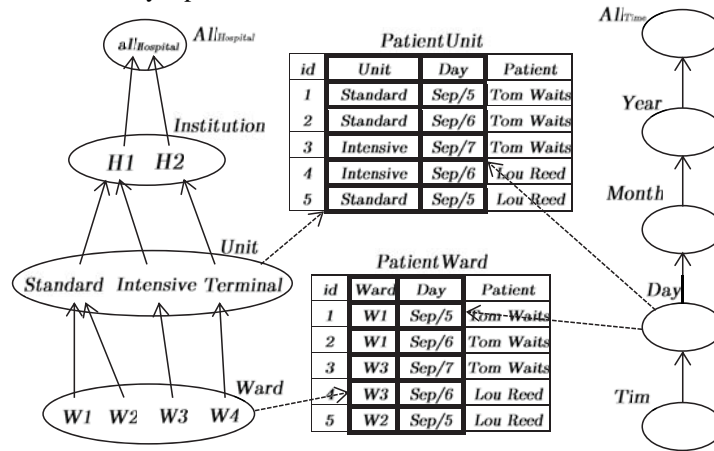 allHospital
AllHospital
Institution
H1 H2
Unit
Standard Intensive Terminal
Ward
W1 W2 W3 W4
PatientUnit
id Unit Day Patient
1 Standard Sep/5 Tom Waits
2 Standard Sep/6 Tom Waits
3 Intensive Sep/7 Tom Waits
4 Intensive Sep/6 Lou Reed
5 Standard Sep/5 Lou Reed
PatientWard
id Ward Day Patient
1 W1 Sep/5 Tom Waits
2 W1 Sep/6 Tom Waits
3 W3 Sep/7 Tom Waits
4 W3 Sep/6 Lou Reed
5 W2 Sep/5 Lou Reed
AllTime
Year
Month
Day
Tim